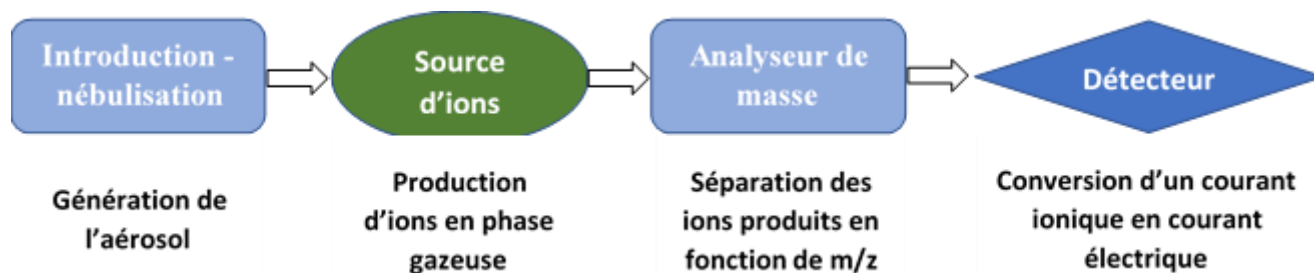 Introduction -
nébulisation
Source
d'ions
Analyseur de
masse
Détecteur
Génération de
l'aérosol
Production
d'ions en phase
gazeuse
Séparation des
ions produits en
fonction de m/z
Conversion d'un courant
ionique en courant
électrique